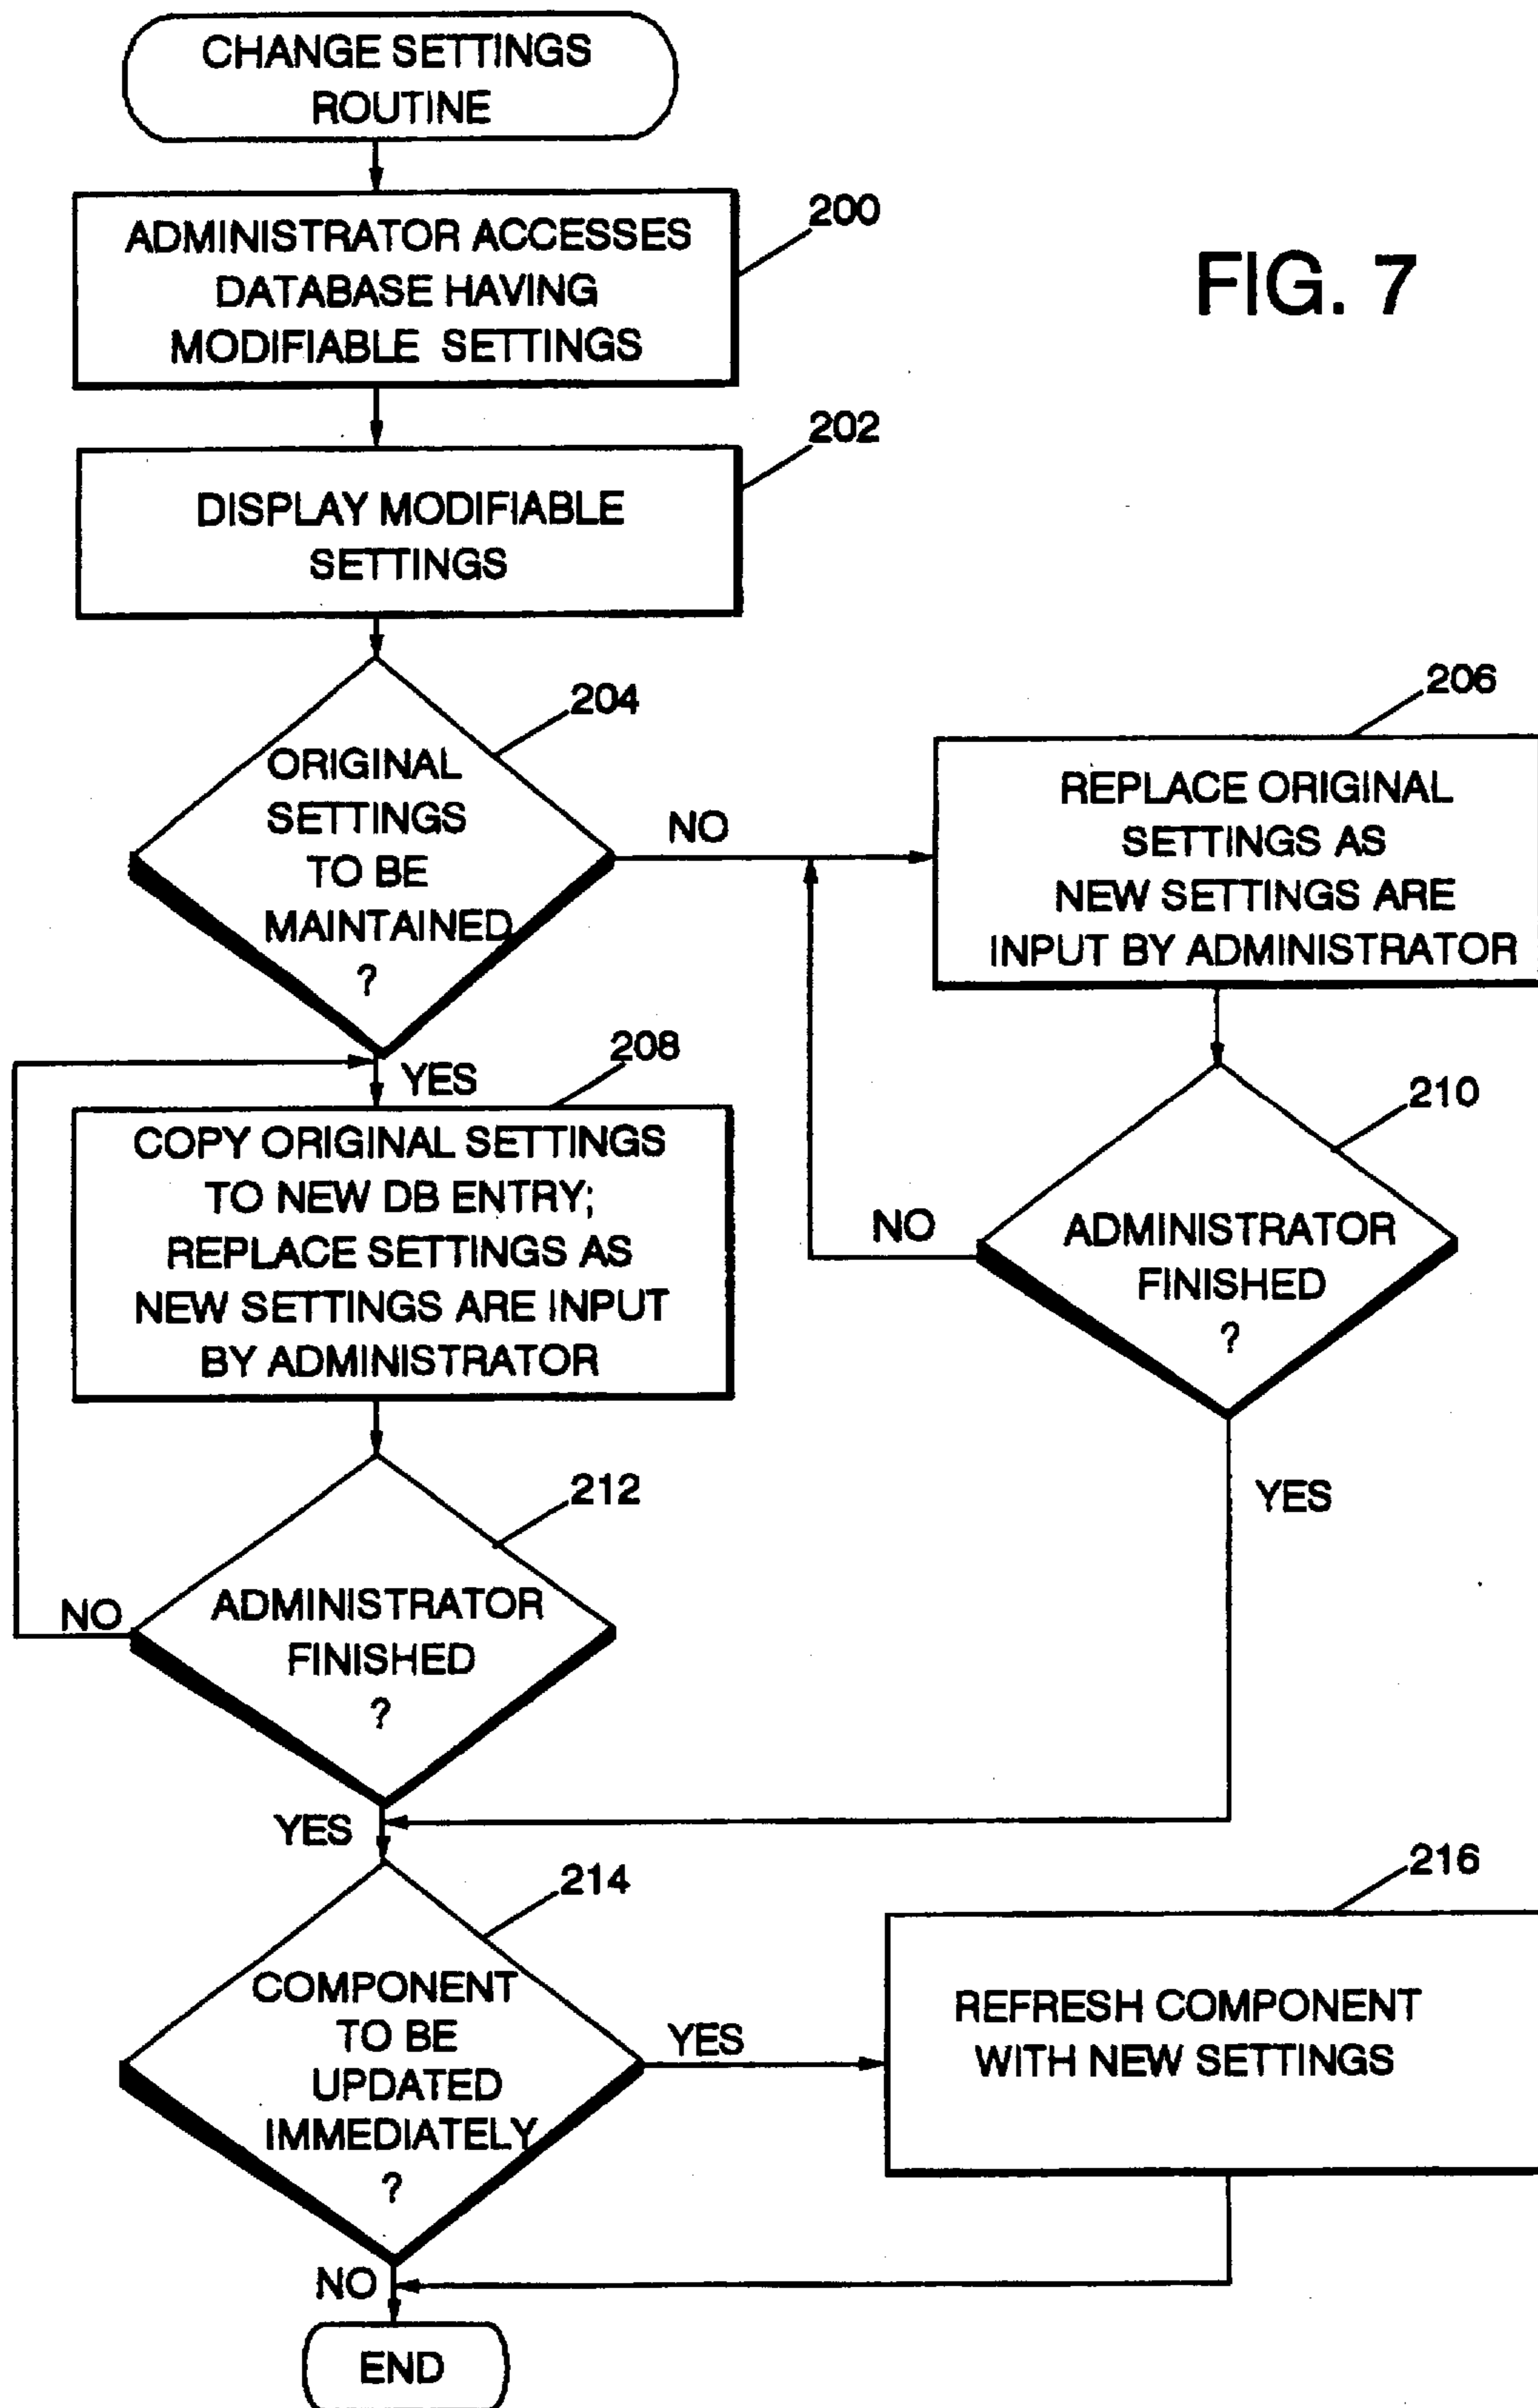 CHANGE SETTINGS
ROUTINE
200
ADMINISTRATOR ACCESSES
DATABASE HAVING
MODIFIABLE SETTINGS
FIG. 7
202
DISPLAY MODIFIABLE
SETTINGS
204
ORIGINAL
SETTINGS
TO BE
MAINTAINED
?
NO
206
REPLACE ORIGINAL
SETTINGS AS
NEW SETTINGS ARE
INPUT BY ADMINISTRATOR
YES
208
COPY ORIGINAL SETTINGS
TO NEW DB ENTRY;
REPLACE SETTINGS AS
NEW SETTINGS ARE INPUT
BY ADMINISTRATOR
210
ADMINISTRATOR
FINISHED
?
NO
YES
212
ADMINISTRATOR
FINISHED
?
NO
YES
214
COMPONENT
TO BE
UPDATED
IMMEDIATELY
?
YES
216
REFRESH COMPONENT
WITH NEW SETTINGS
NO
END